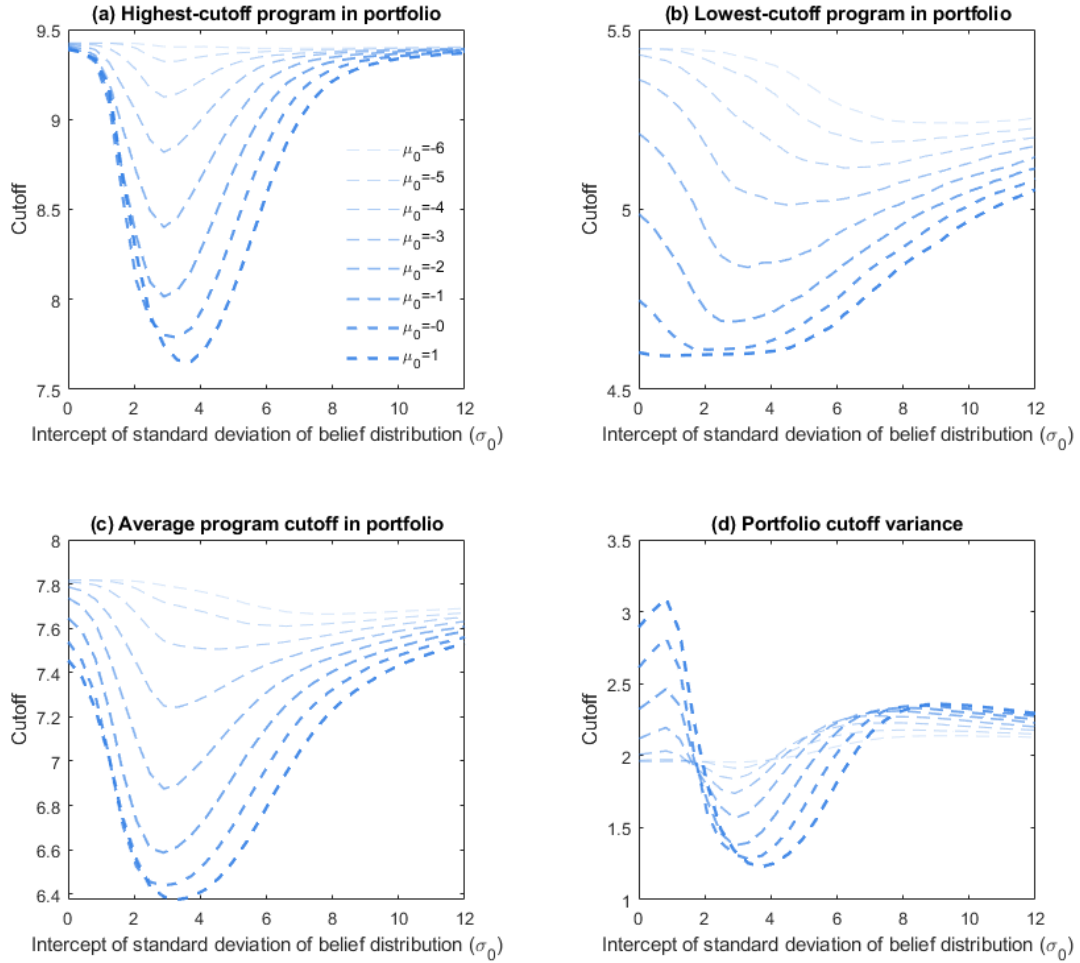 (a) Highest-cutoff program in portfolio
9.5
9
8.5
8
7.5
Cutoff
μ0=-6
μ0=-5
μ0=-4
μ0=-3
μ0=-2
μ0=-1
μ0=-0
μ0=1
0 2 4 6 8 10 12
Intercept of standard deviation of belief distribution (σ0)
(b) Lowest-cutoff program in portfolio
5.5
5
4.5
Cutoff
0 2 4 6 8 10 12
Intercept of standard deviation of belief distribution (σ0)
(c) Average program cutoff in portfolio
8
7.8
7.6
7.4
7.2
7
6.8
6.6
6.4
Cutoff
0 2 4 6 8 10 12
Intercept of standard deviation of belief distribution (σ0)
(d) Portfolio cutoff variance
3.5
3
2.5
2
1.5
1
Cutoff
0 2 4 6 8 10 12
Intercept of standard deviation of belief distribution (σ0)